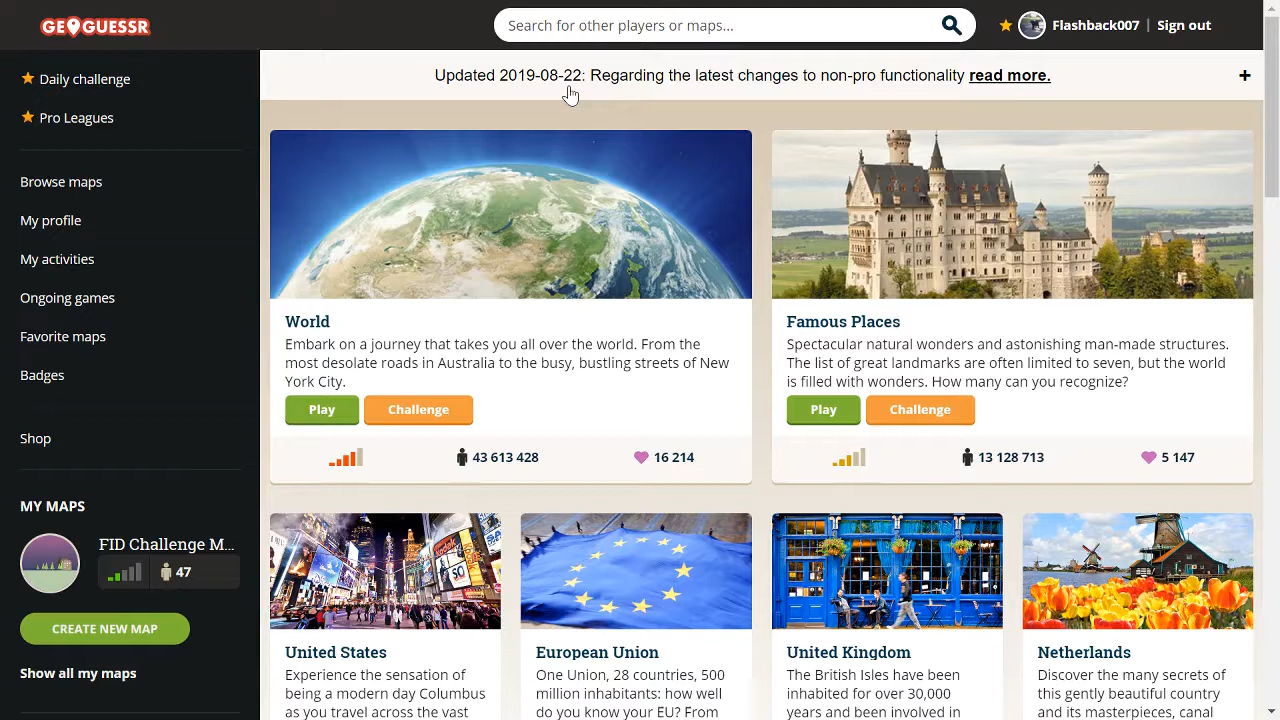 GEOGUESSR
Search for other players or maps...
Flashback007 | Sign out
Daily challenge
Pro Leagues
Browse maps
My profile
My activities
Ongoing games
Favorite maps
Badges
Shop
MY MAPS
FID Challenge M...
47
CREATE NEW MAP
Show all my maps
Updated 2019-08-22: Regarding the latest changes to non-pro functionality read more.
+
World
Embark on a journey that takes you all over the world. From the
most desolate roads in Australia to the busy, bustling streets of New
York City.
Play
Challenge
43 613 428
16 214
Famous Places
Spectacular natural wonders and astonishing man-made structures.
The list of great landmarks are often limited to seven, but the world
is filled with wonders. How many can you recognize?
Play
Challenge
13 128 713
5 147
Kodak
United States
Experience the sensation of
being a modern day Columbus
as you travel across the vast
European Union
One Union, 28 countries, 500
million inhabitants: how well
do you know your EU? From
United Kingdom
The British Isles have been
inhabited for over 30,000
years and been involved in
Netherlands
Discover the many secrets of
this gently beautiful country
and its masterpieces, canal